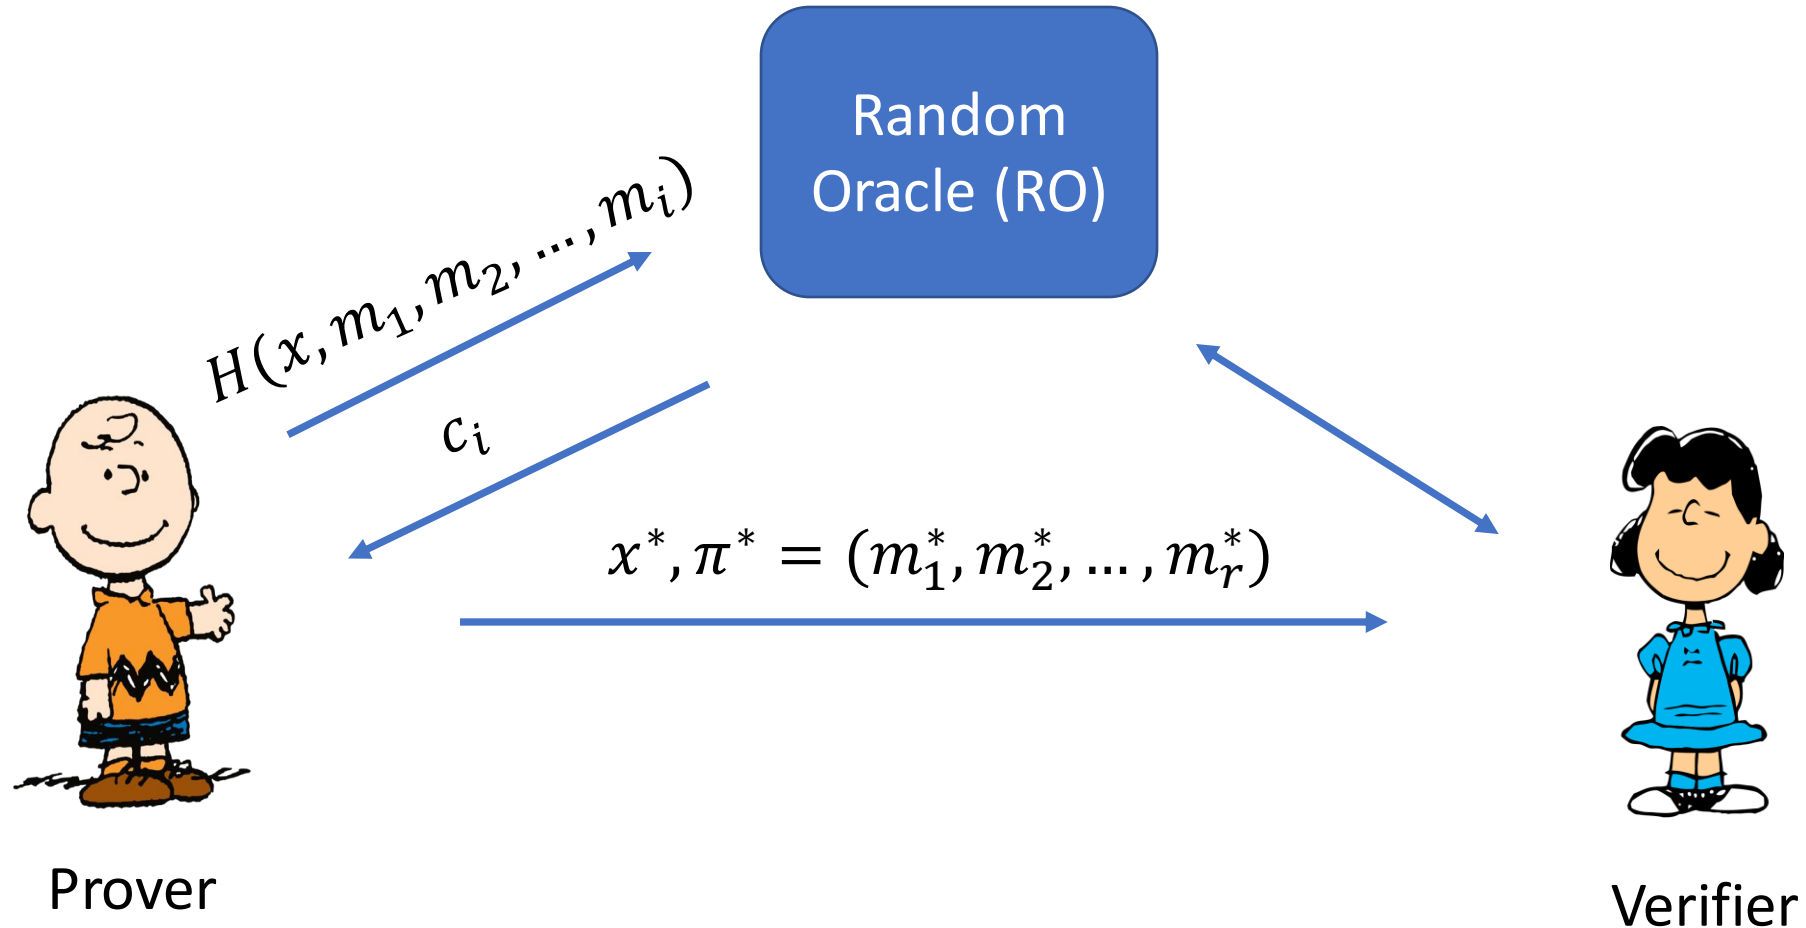 Random
Oracle (RO)
H(x, m₁, m₂, … , mᵢ)
cᵢ
x*, π* = (m₁*, m₂*, … , mᵣ*)
Prover
Verifier